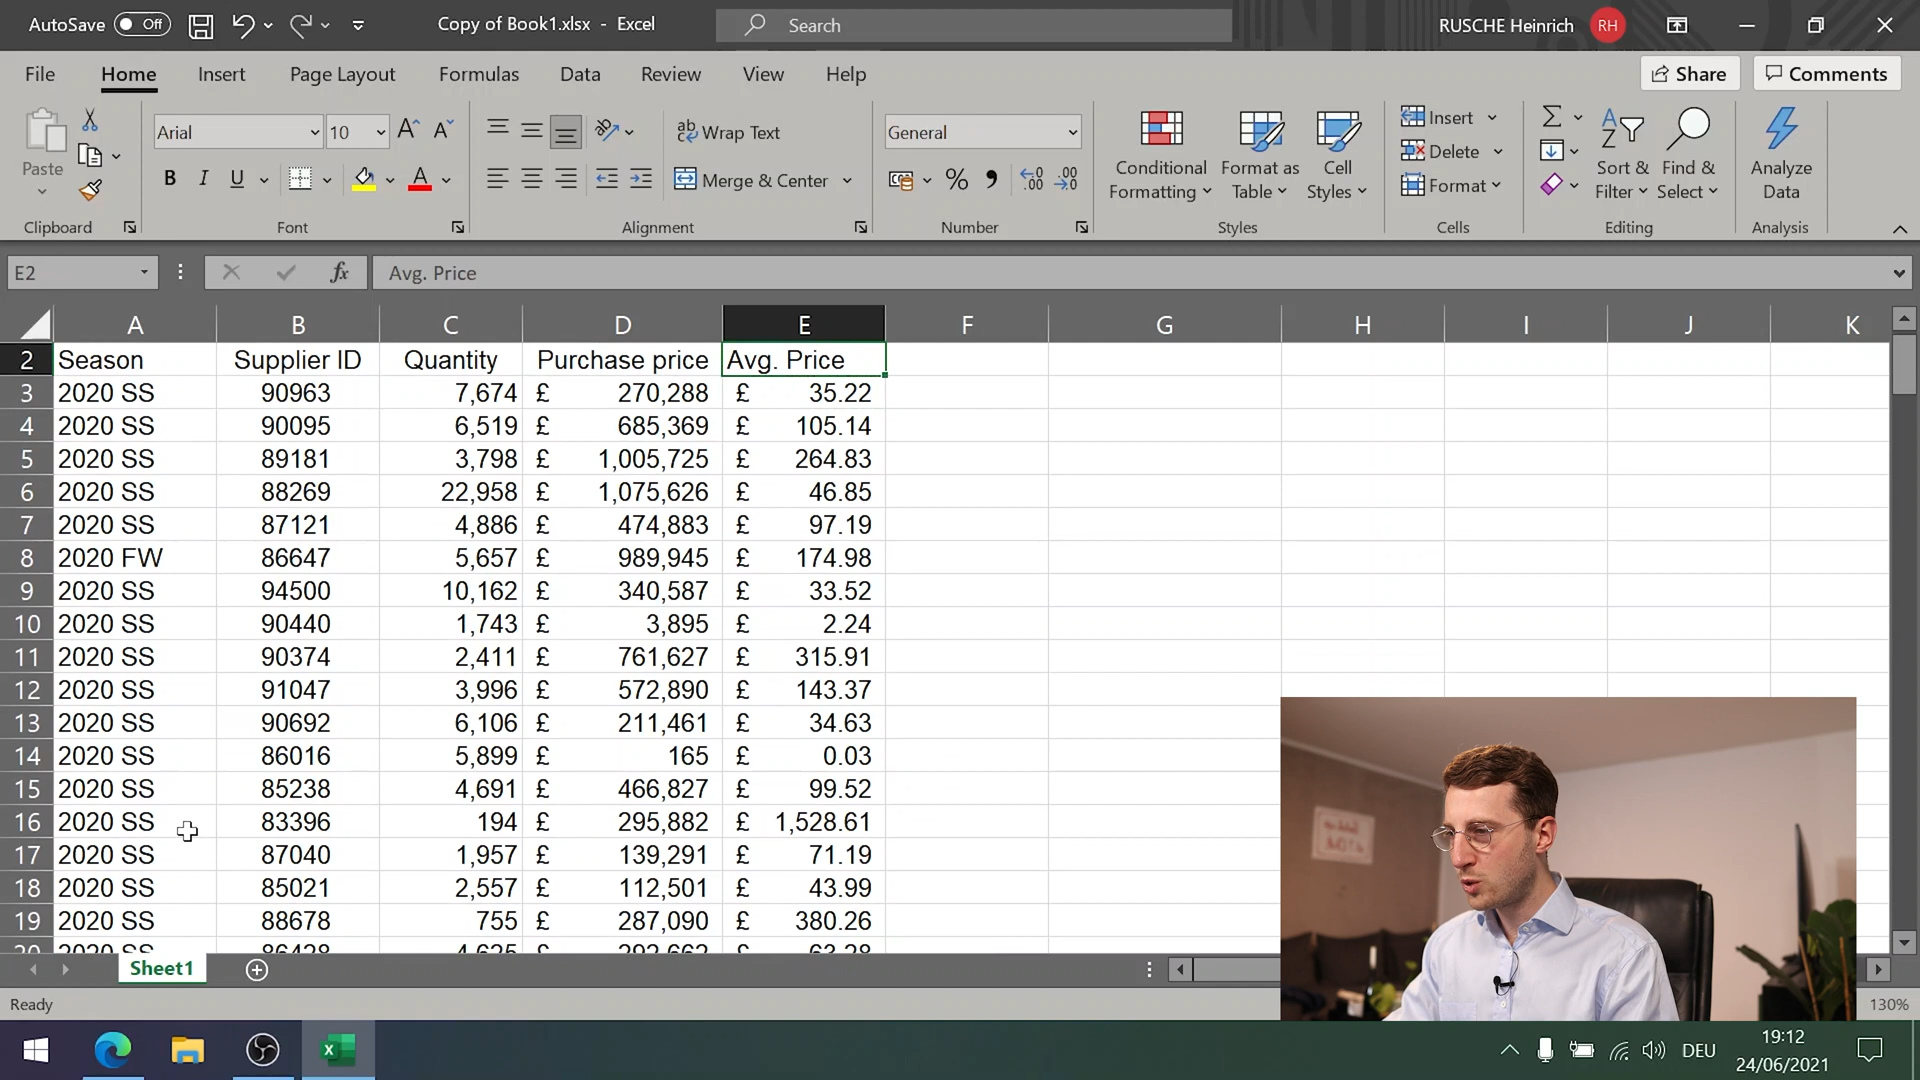 AutoSave Off Copy of Book1.xlsx - Excel Search RUSCHE Heinrich RH
File Home Insert Page Layout Formulas Data Review View Help Share Comments
Paste Arial 10 A A ab c Wrap Text General Conditional Formatting Format as Table Cell Styles Insert Delete Format Sort & Filter Find & Select Analyze Data
B I U A Merge & Center % , .00 .00
Clipboard Font Alignment Number Styles Cells Editing Analysis
E2 fx Avg. Price
A B C D E F G H I J K
2 Season Supplier ID Quantity Purchase price Avg. Price
3 2020 SS 90963 7,674 £ 270,288 £ 35.22
4 2020 SS 90095 6,519 £ 685,369 £ 105.14
5 2020 SS 89181 3,798 £ 1,005,725 £ 264.83
6 2020 SS 88269 22,958 £ 1,075,626 £ 46.85
7 2020 SS 87121 4,886 £ 474,883 £ 97.19
8 2020 FW 86647 5,657 £ 989,945 £ 174.98
9 2020 SS 94500 10,162 £ 340,587 £ 33.52
10 2020 SS 90440 1,743 £ 3,895 £ 2.24
11 2020 SS 90374 2,411 £ 761,627 £ 315.91
12 2020 SS 91047 3,996 £ 572,890 £ 143.37
13 2020 SS 90692 6,106 £ 211,461 £ 34.63
14 2020 SS 86016 5,899 £ 165 £ 0.03
15 2020 SS 85238 4,691 £ 466,827 £ 99.52
16 2020 SS 83396 194 £ 295,882 £ 1,528.61
17 2020 SS 87040 1,957 £ 139,291 £ 71.19
18 2020 SS 85021 2,557 £ 112,501 £ 43.99
19 2020 SS 88678 755 £ 287,090 £ 380.26
Sheet1
Ready 130%
DEU 19:12
24/06/2021